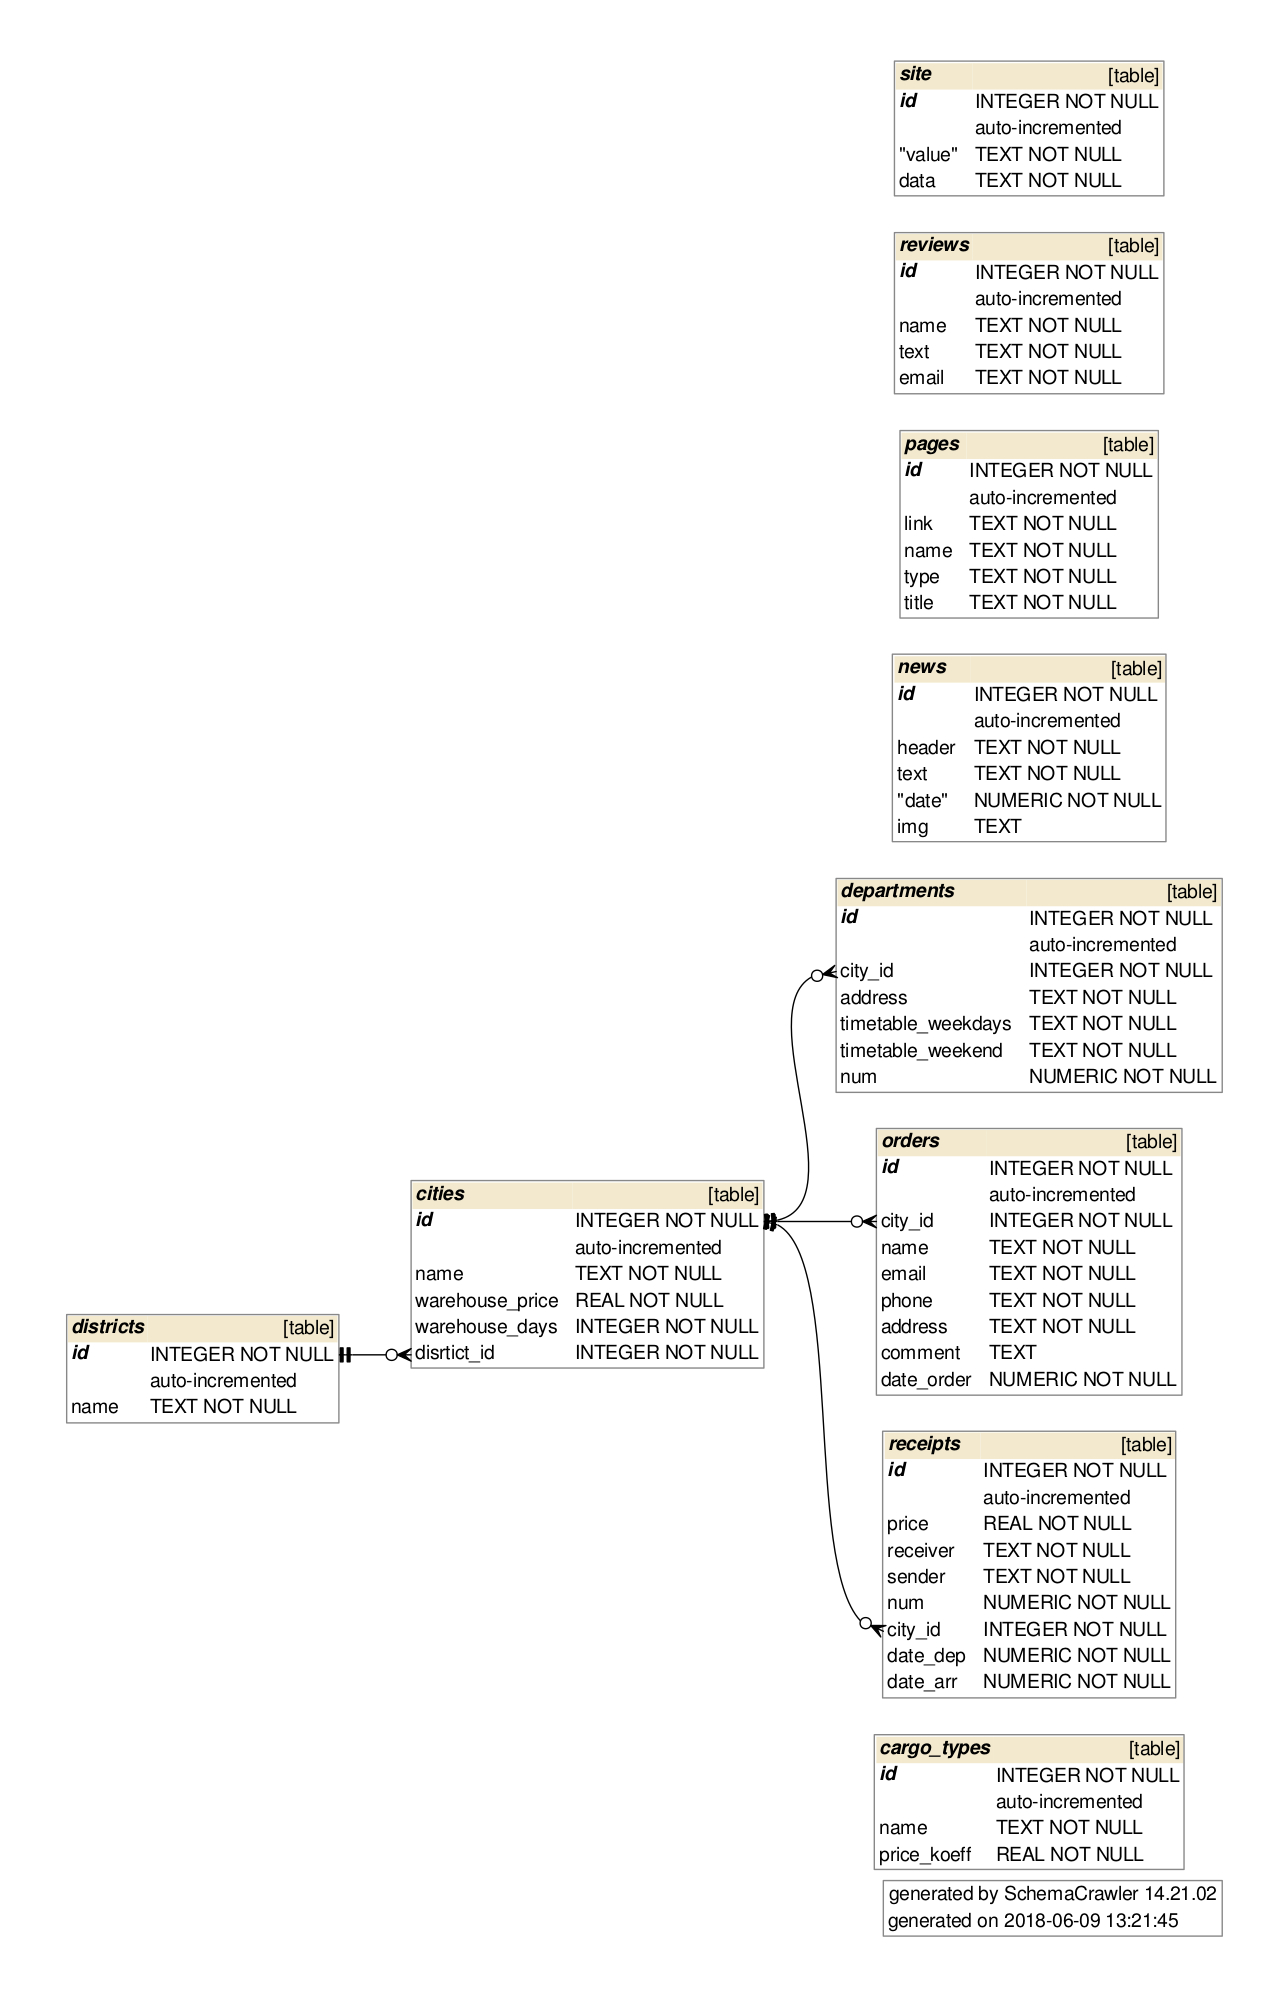 site [table]
id INTEGER NOT NULL
auto-incremented
"value" TEXT NOT NULL
data TEXT NOT NULL
reviews [table]
id INTEGER NOT NULL
auto-incremented
name TEXT NOT NULL
text TEXT NOT NULL
email TEXT NOT NULL
pages [table]
id INTEGER NOT NULL
auto-incremented
link TEXT NOT NULL
name TEXT NOT NULL
type TEXT NOT NULL
title TEXT NOT NULL
news [table]
id INTEGER NOT NULL
auto-incremented
header TEXT NOT NULL
text TEXT NOT NULL
"date" NUMERIC NOT NULL
img TEXT
departments [table]
id INTEGER NOT NULL
auto-incremented
city_id INTEGER NOT NULL
address TEXT NOT NULL
timetable_weekdays TEXT NOT NULL
timetable_weekend TEXT NOT NULL
num NUMERIC NOT NULL
districts [table]
id INTEGER NOT NULL
auto-incremented
name TEXT NOT NULL
cities [table]
id INTEGER NOT NULL
auto-incremented
name TEXT NOT NULL
warehouse_price REAL NOT NULL
warehouse_days INTEGER NOT NULL
disrtict_id INTEGER NOT NULL
orders [table]
id INTEGER NOT NULL
auto-incremented
city_id INTEGER NOT NULL
name TEXT NOT NULL
email TEXT NOT NULL
phone TEXT NOT NULL
address TEXT NOT NULL
comment TEXT
date_order NUMERIC NOT NULL
receipts [table]
id INTEGER NOT NULL
auto-incremented
price REAL NOT NULL
receiver TEXT NOT NULL
sender TEXT NOT NULL
num NUMERIC NOT NULL
city_id INTEGER NOT NULL
date_dep NUMERIC NOT NULL
date_arr NUMERIC NOT NULL
cargo_types [table]
id INTEGER NOT NULL
auto-incremented
name TEXT NOT NULL
price_koeff REAL NOT NULL
generated by SchemaCrawler 14.21.02
generated on 2018-06-09 13:21:45